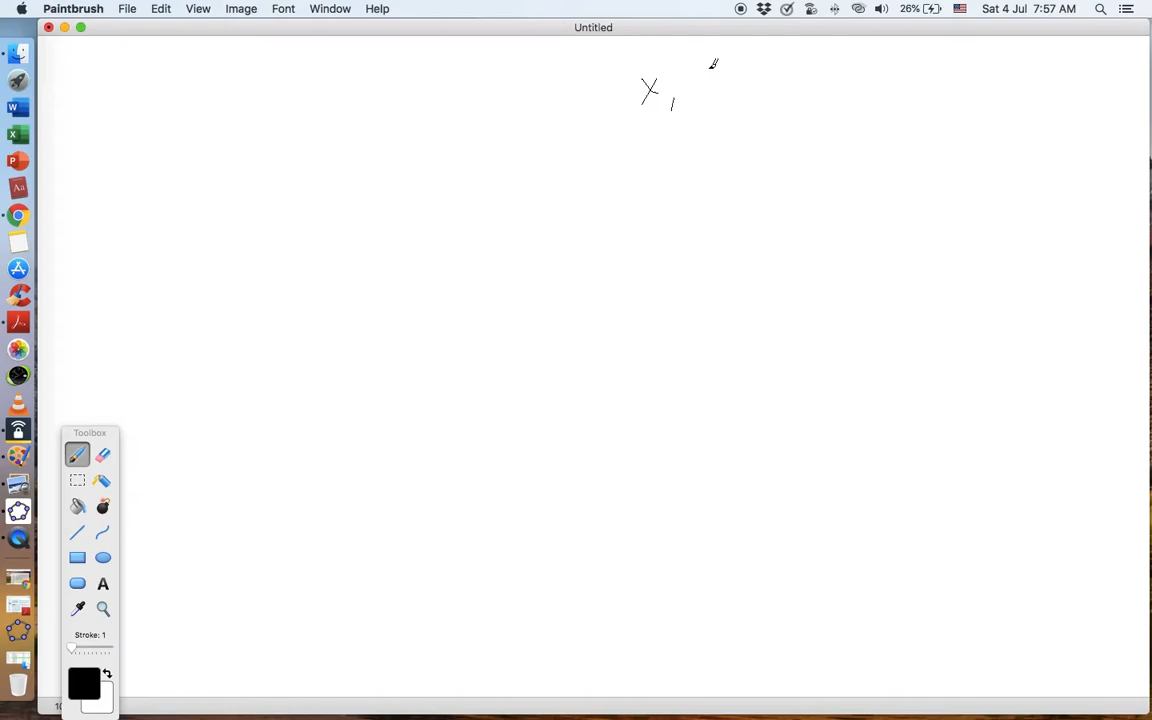 Paintbrush File Edit View Image Font Window Help 26% Sat 4 Jul 7:57 AM
Untitled
X₁
Toolbox
A
Stroke: 1